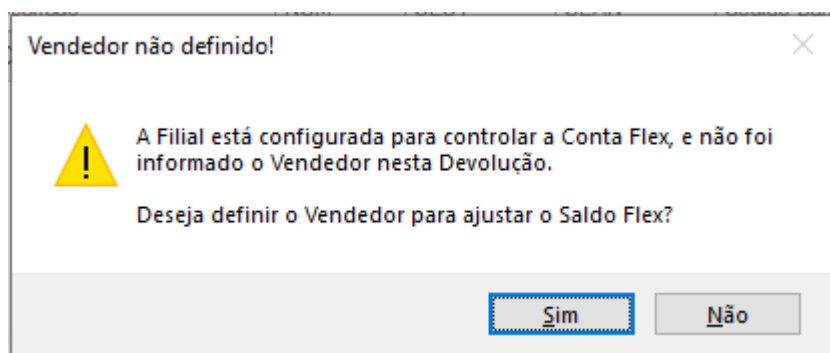 Vendedor não definido!
A Filial está configurada para controlar a Conta Flex, e não foi
informado o Vendedor nesta Devolução.
Deseja definir o Vendedor para ajustar o Saldo Flex?
Sim
Não